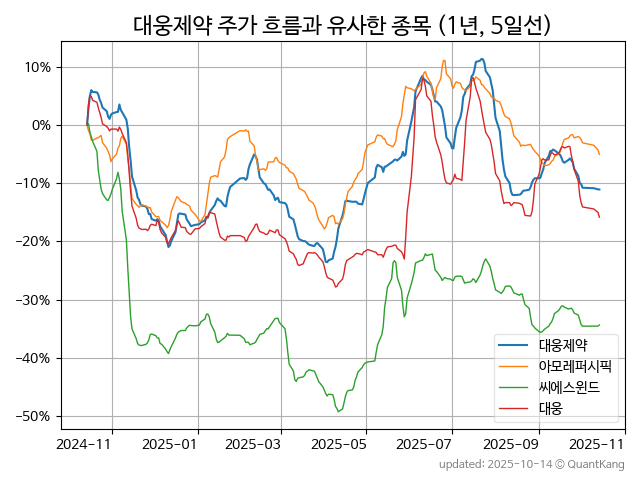 대웅제약 주가 흐름과 유사한 종목 (1년, 5일선)
10%
0%
−10%
−20%
−30%
−40%
−50%
대웅제약
아모레퍼시픽
씨에스윈드
대웅
2024-11
2025-01
2025-03
2025-05
2025-07
2025-09
2025-11
updated: 2025-10-14 © QuantKang